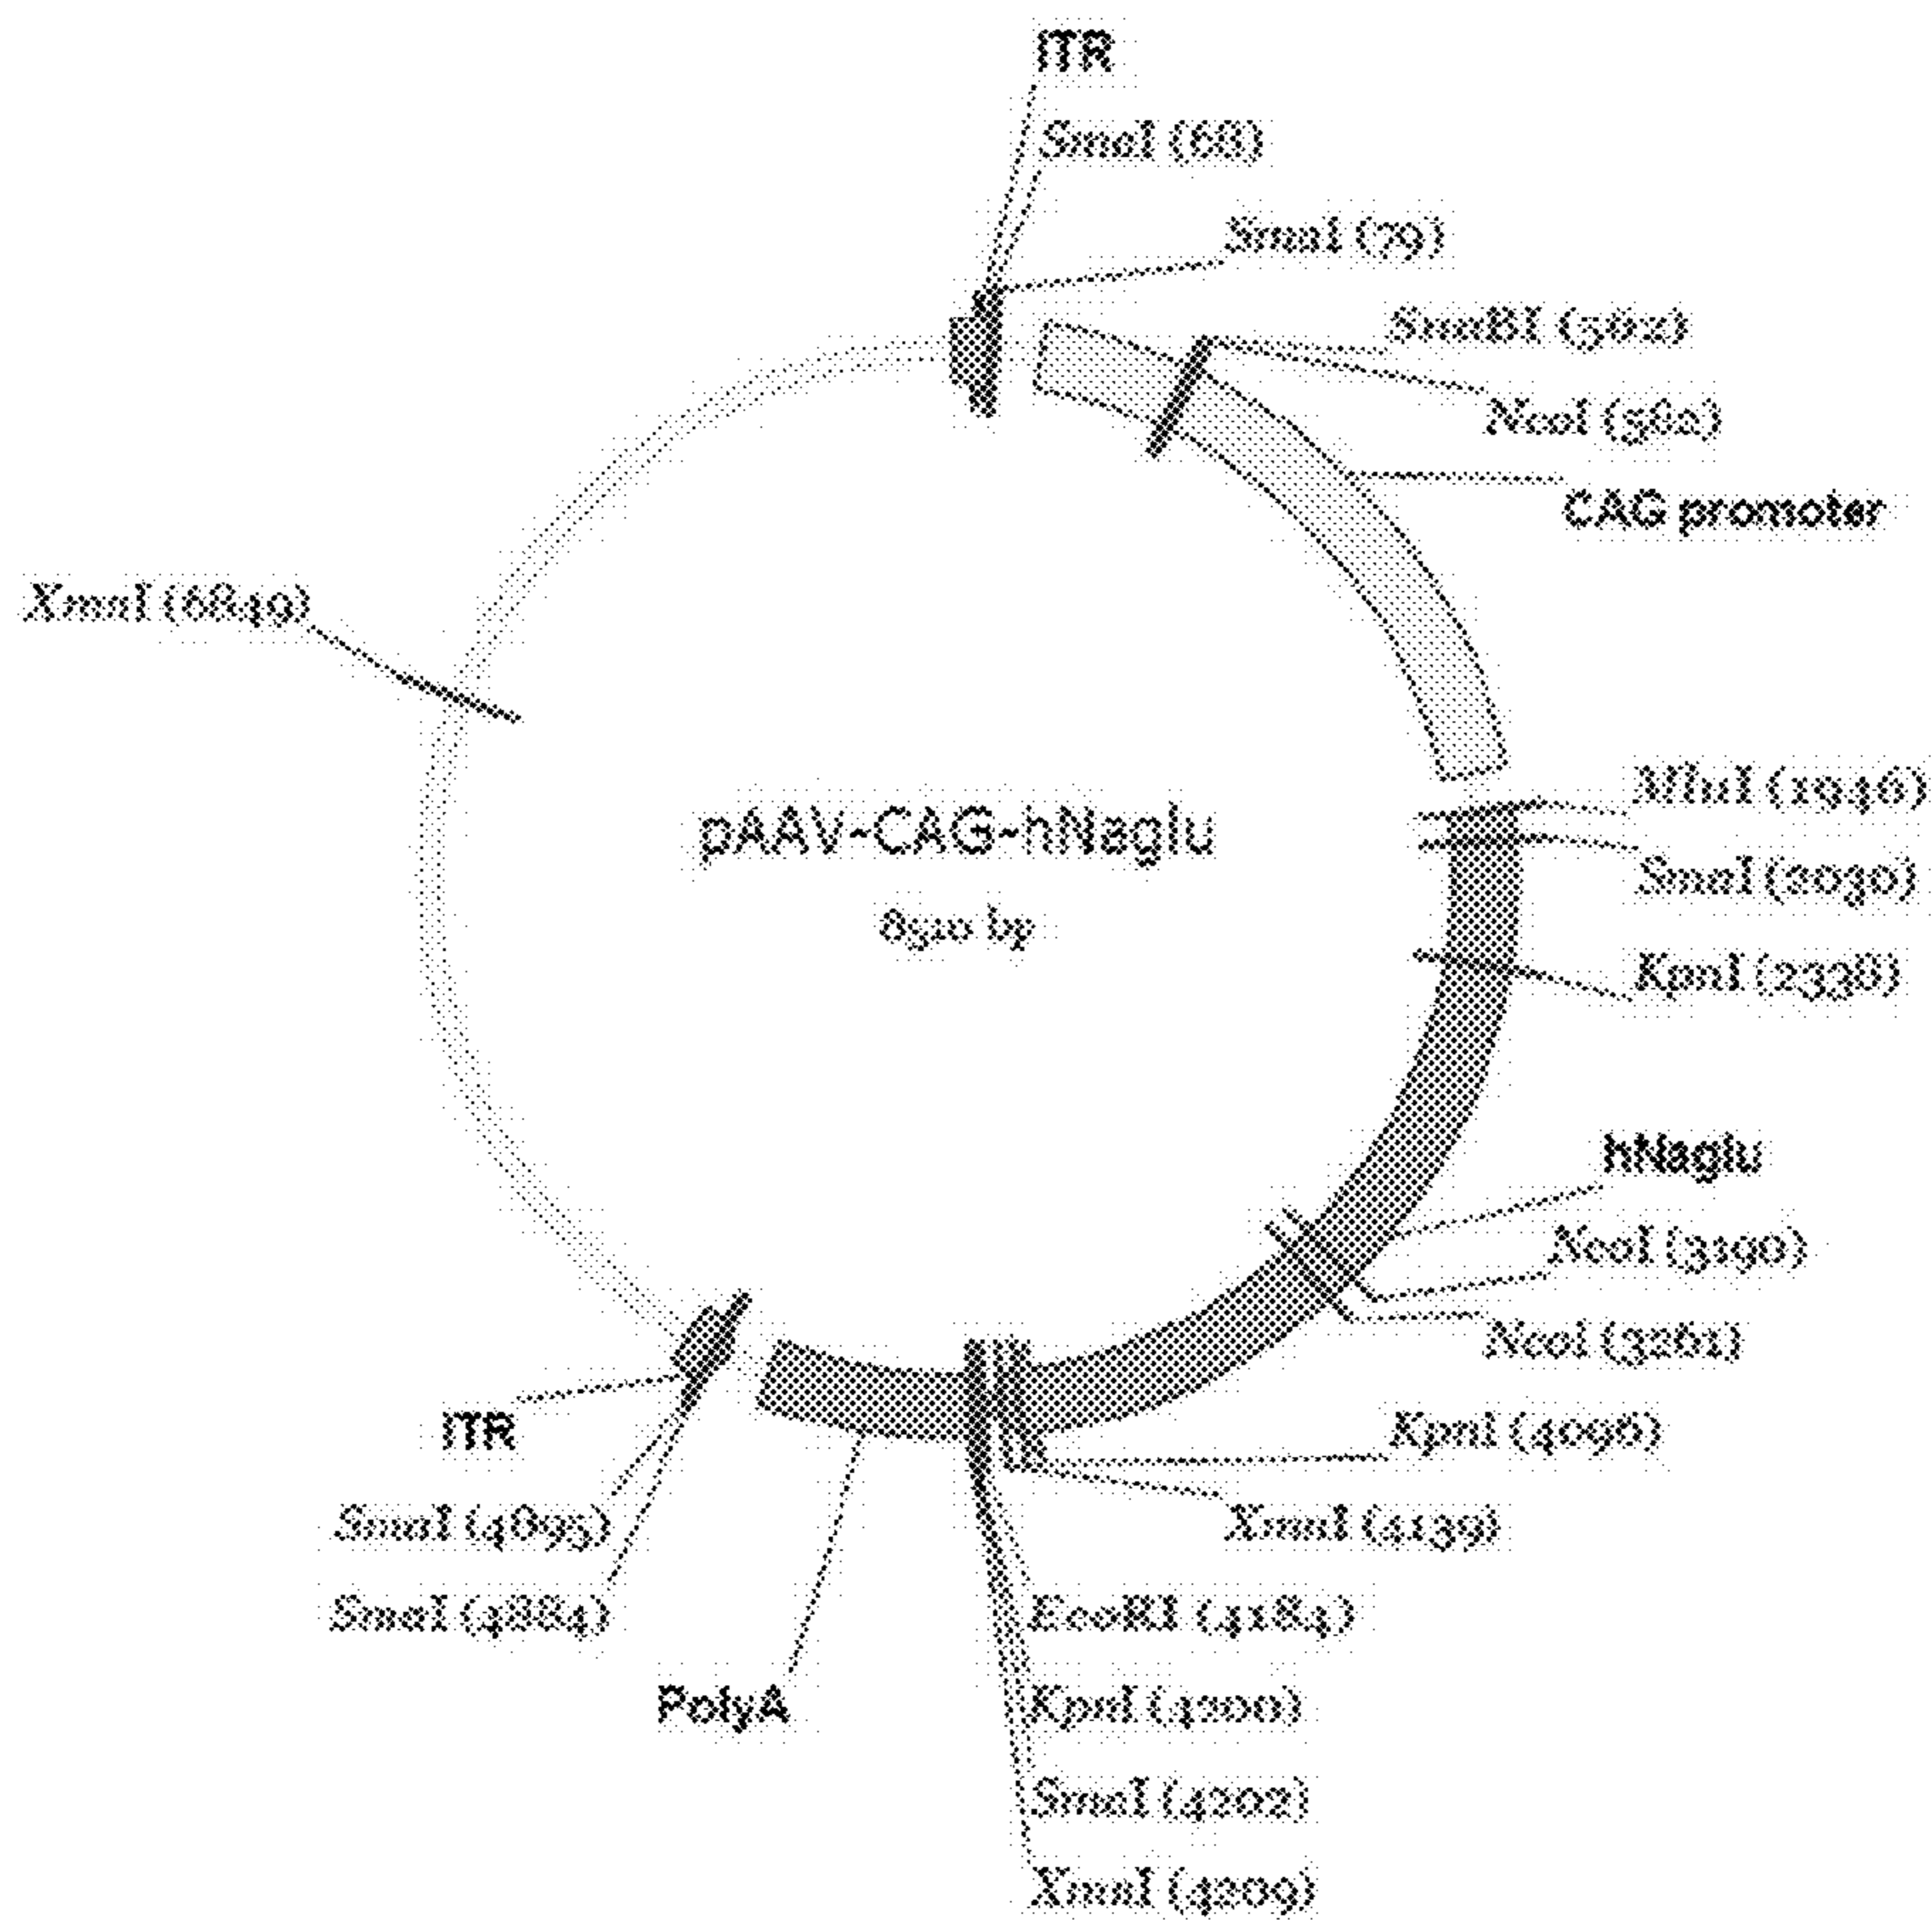 ITR
SmaI (68)
SmaI (79)
SnaBI (562)
NcoI (582)
CAG promoter
XmnI (6849)
MluI (1946)
pAAV-CAG-hNaglu
SmaI (2030)
8520 bp
KpnI (2338)
hNaglu
NcoI (3190)
NcoI (3261)
ITR
KpnI (4096)
SmaI (4895)
XmnI (4139)
SmaI (4884)
EcoRI (4184)
PolyA
KpnI (4200)
SmaI (4202)
XmnI (4209)